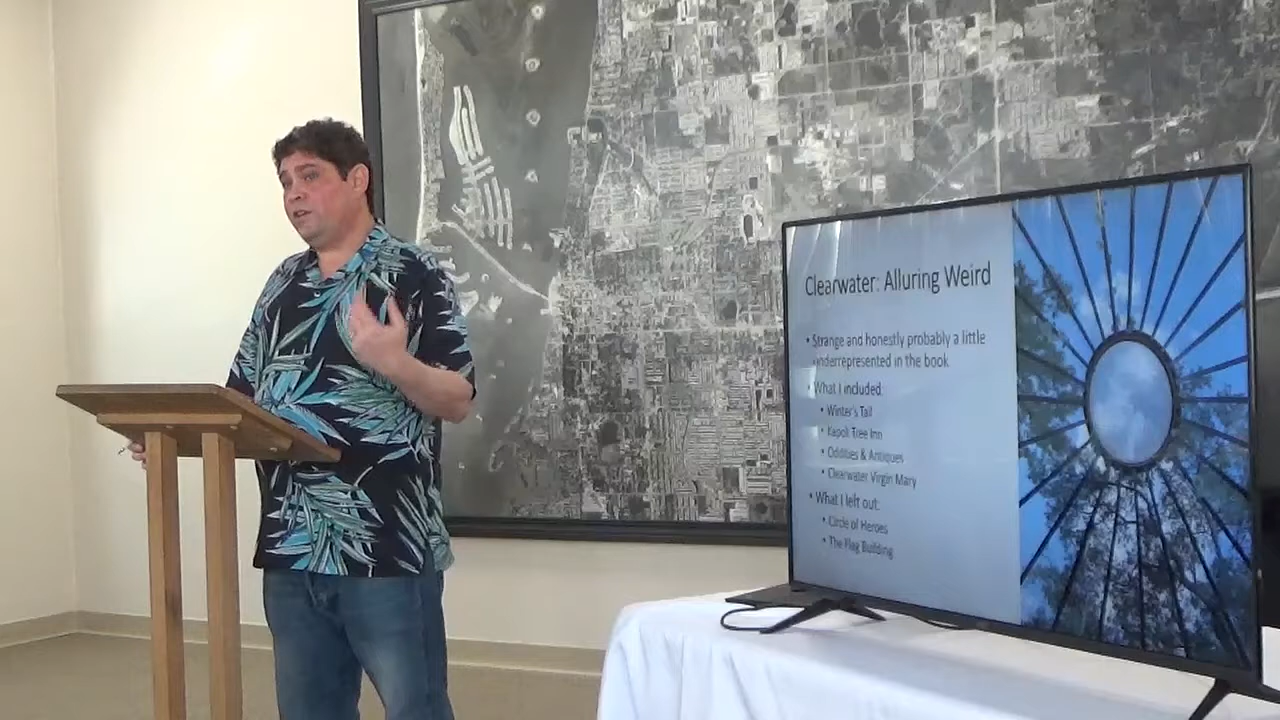 Clearwater: Alluring Weird
• Strange and honestly probably a little
underrepresented in the book
• What I included:
• Winter's Tail
• Kapok Tree Inn
• Oddities & Antiques
• Clearwater Virgin Mary
• What I left out:
• Circle of Heroes
• The Flag Building